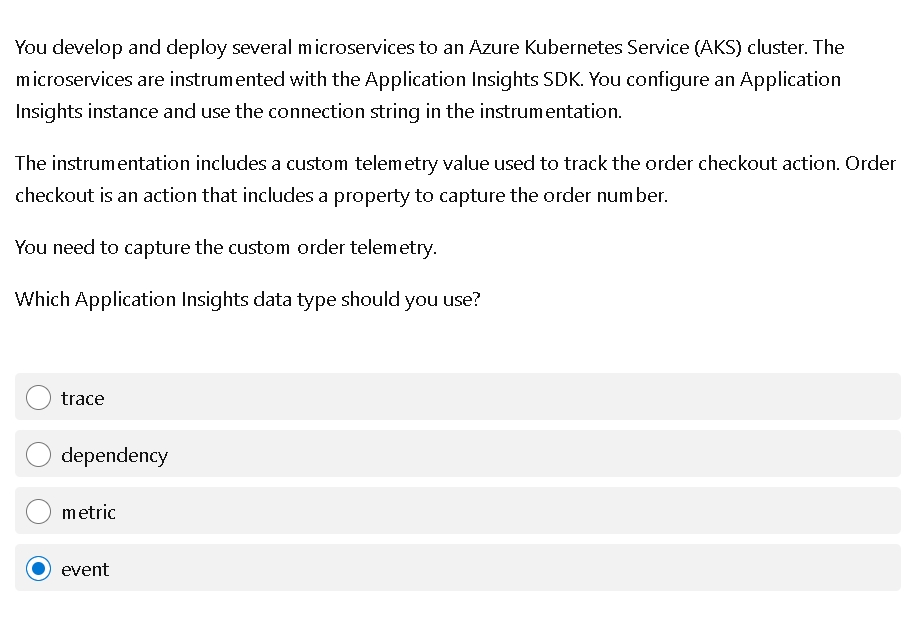 You develop and deploy several microservices to an Azure Kubernetes Service (AKS) cluster. The
microservices are instrumented with the Application Insights SDK. You configure an Application
Insights instance and use the connection string in the instrumentation.
The instrumentation includes a custom telemetry value used to track the order checkout action. Order
checkout is an action that includes a property to capture the order number.
You need to capture the custom order telemetry.
Which Application Insights data type should you use?
trace
dependency
metric
event